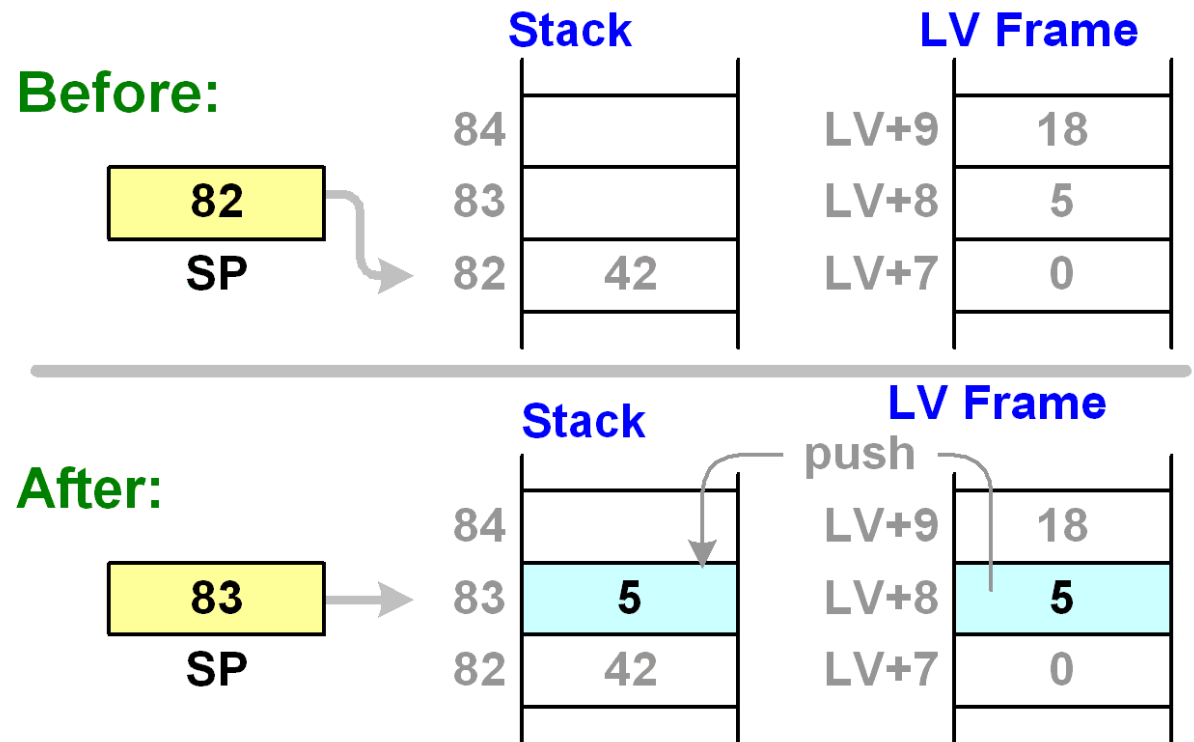 Stack LV Frame
Before:
84 LV+9 18
82 83 LV+8 5
SP 82 42 LV+7 0
Stack LV Frame
push
After:
84 LV+9 18
83 83 5 LV+8 5
SP 82 42 LV+7 0